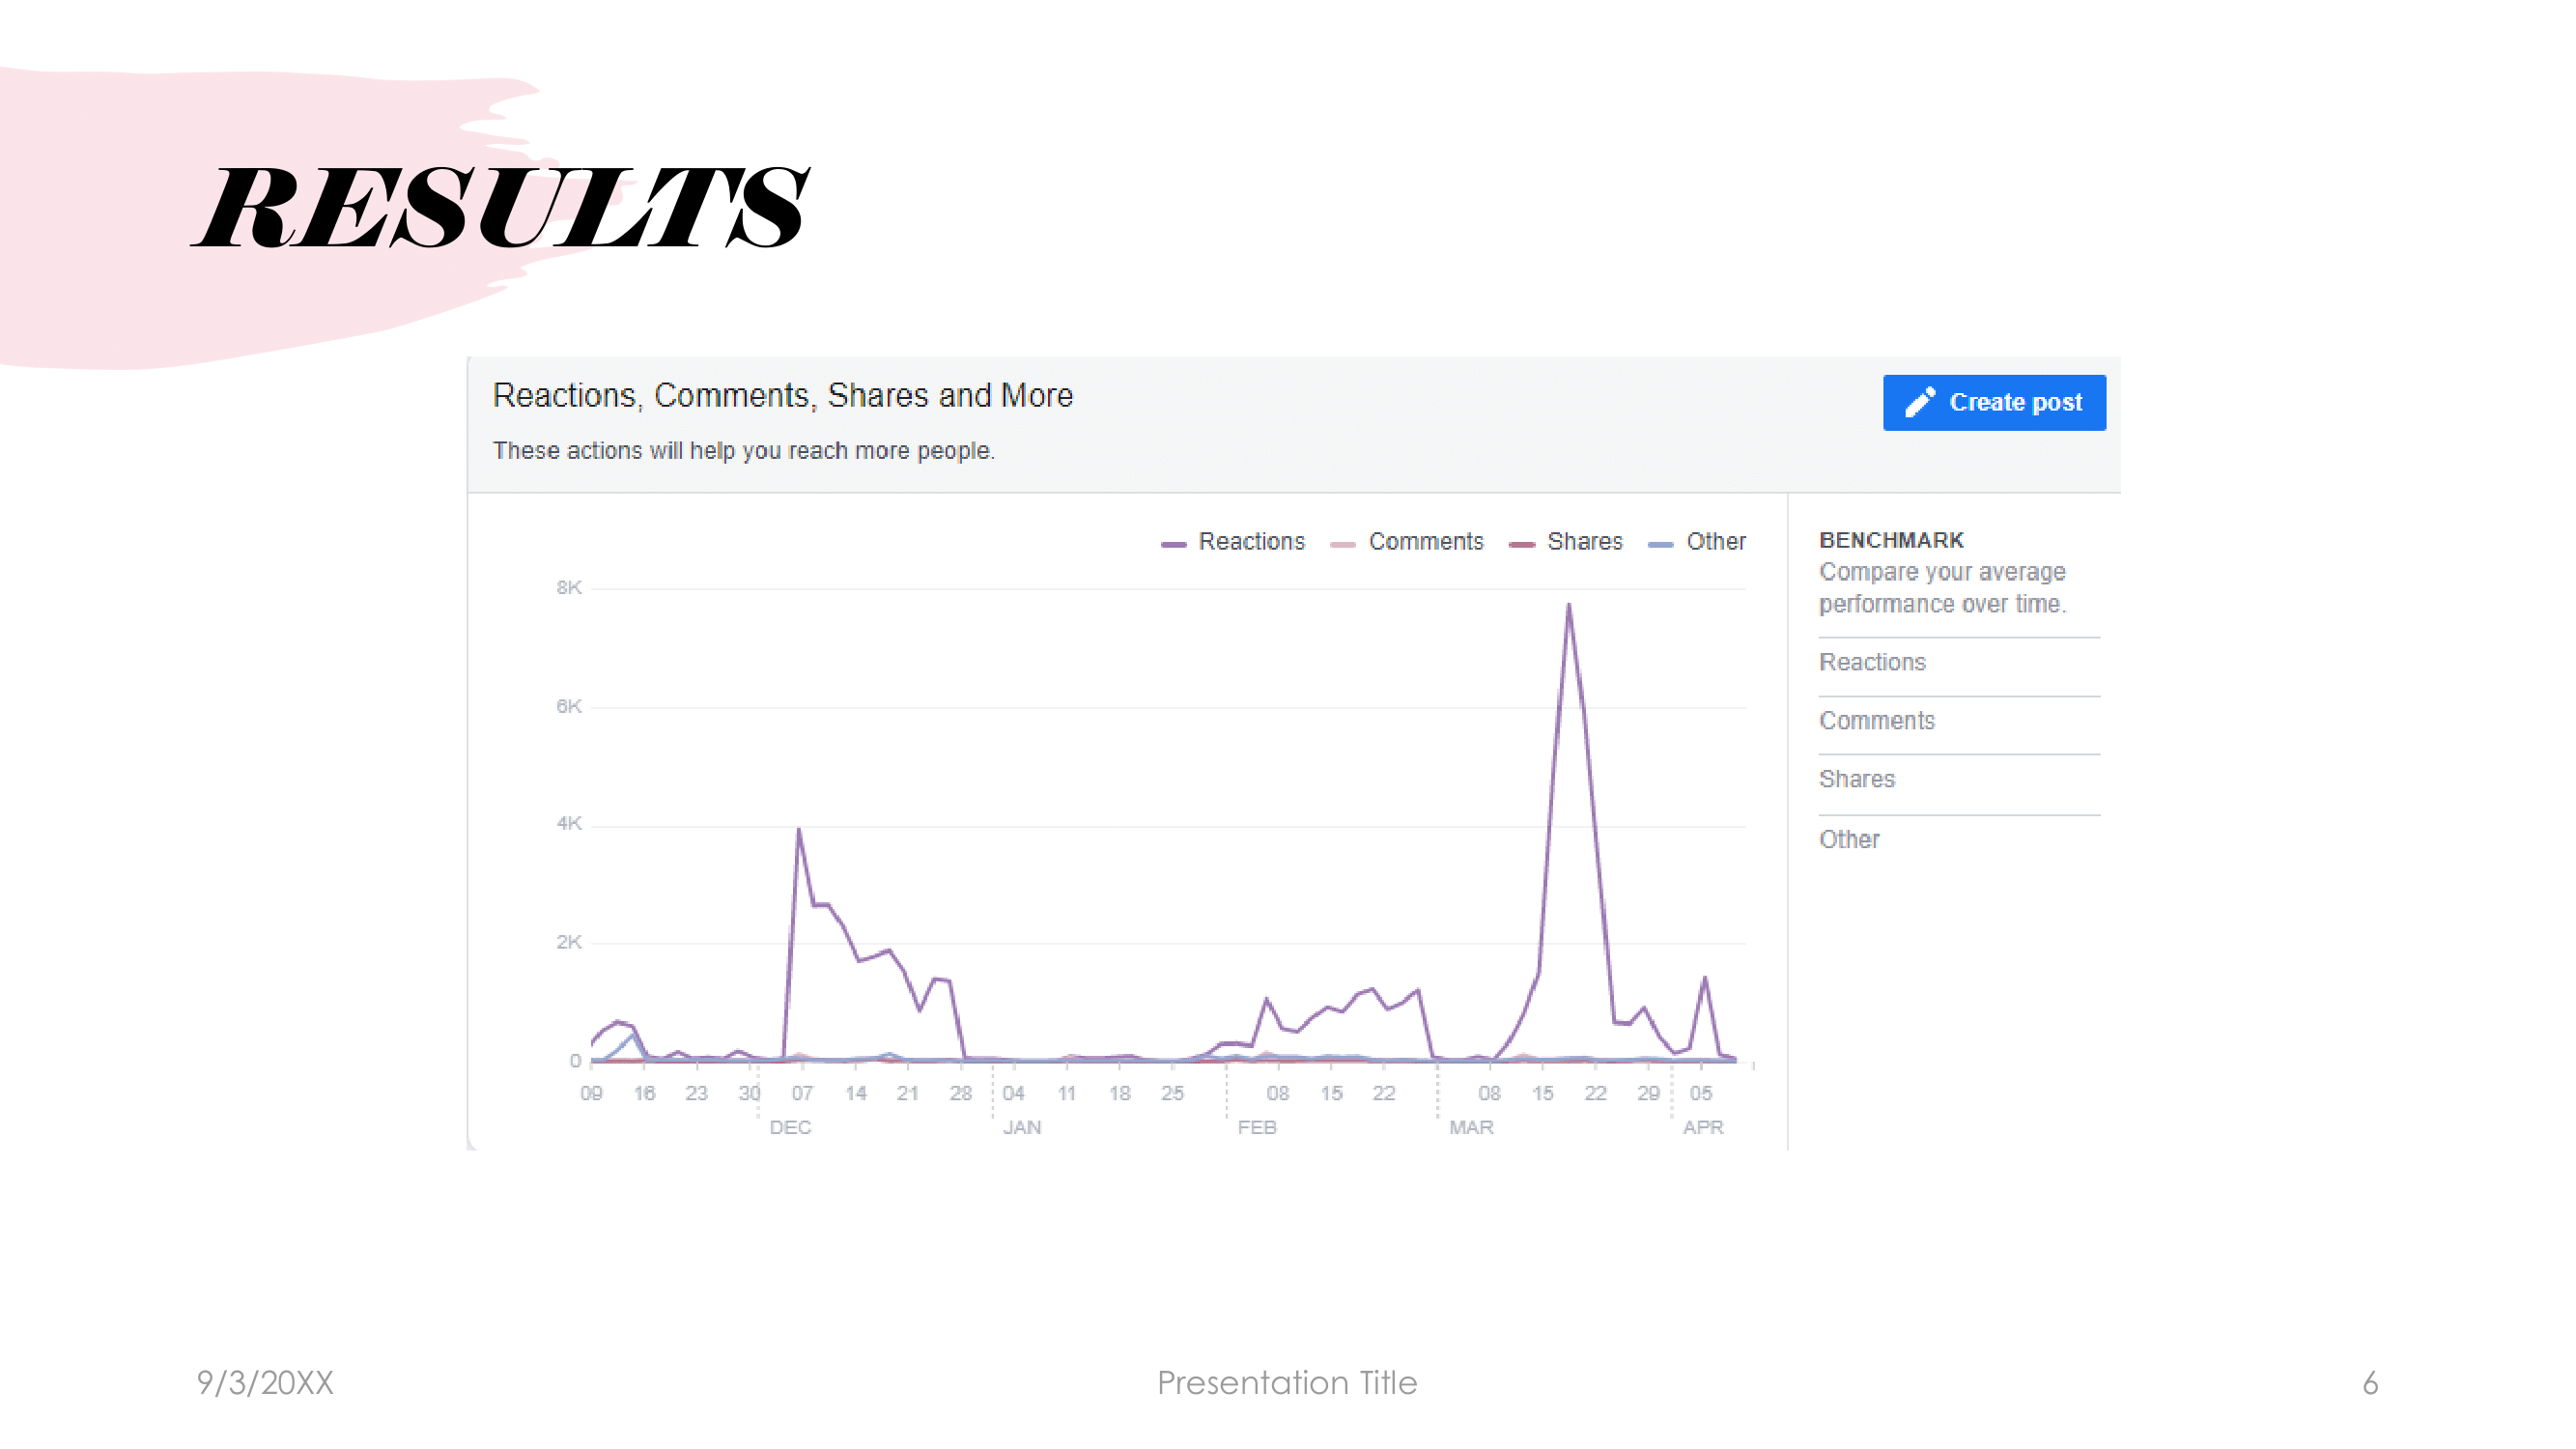 RESULTS
Reactions, Comments, Shares and More
Create post
These actions will help you reach more people.
Reactions Comments Shares Other
BENCHMARK
Compare your average
performance over time.
Reactions
Comments
Shares
Other
8K
6K
4K
2K
0
09 16 23 30 07 14 21 28 04 11 18 25 08 15 22 08 15 22 29 05
DEC JAN FEB MAR APR
9/3/20XX Presentation Title 6